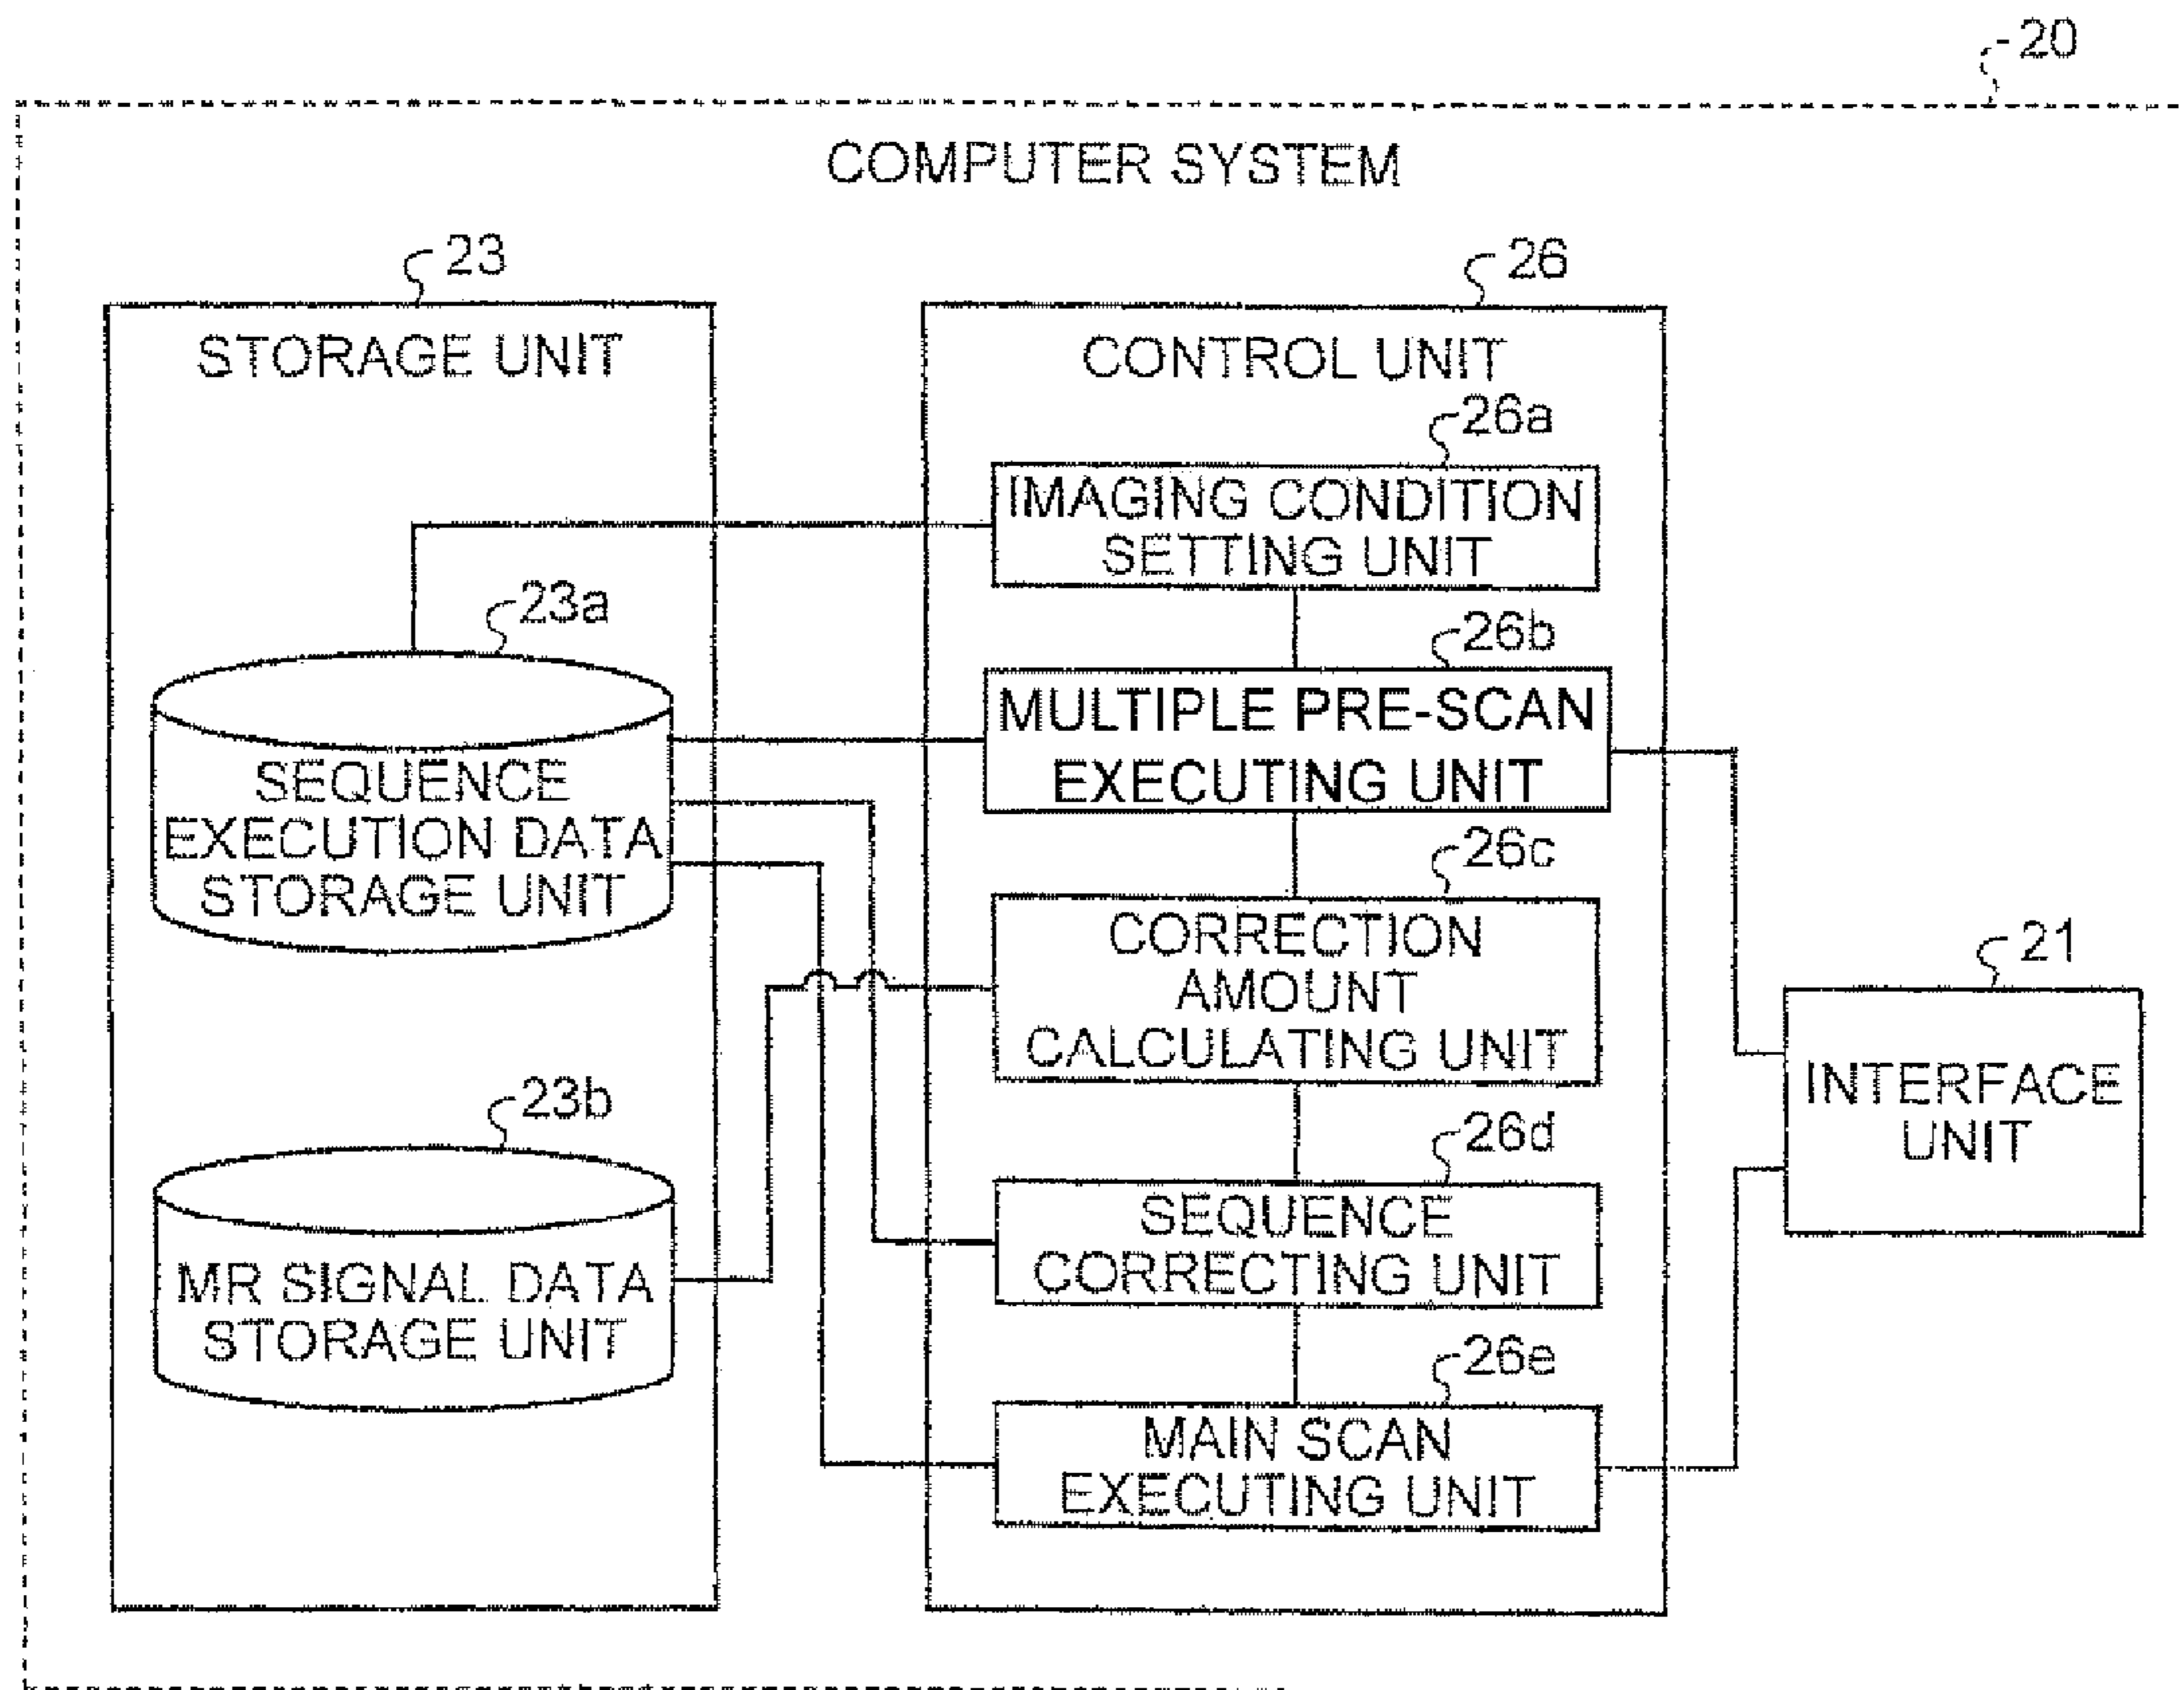 20
COMPUTER SYSTEM
23
STORAGE UNIT
23a
SEQUENCE
EXECUTION DATA
STORAGE UNIT
23b
MR SIGNAL DATA
STORAGE UNIT
26
CONTROL UNIT
26a
IMAGING CONDITION
SETTING UNIT
26b
MULTIPLE PRE-SCAN
EXECUTING UNIT
26c
CORRECTION
AMOUNT
CALCULATING UNIT
26d
SEQUENCE
CORRECTING UNIT
26e
MAIN SCAN
EXECUTING UNIT
21
INTERFACE
UNIT